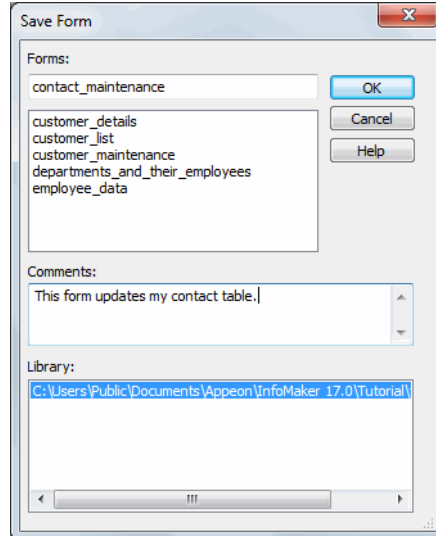 Save Form
Forms:
contact_maintenance
OK
customer_details
customer_list
customer_maintenance
departments_and_their_employees
employee_data
Cancel
Help
Comments:
This form updates my contact table.
Library:
C:\Users\Public\Documents\Appeon\InfoMaker 17.0\Tutorial\